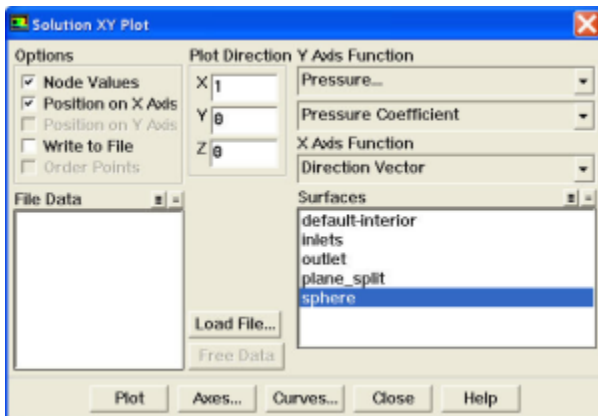 Solution XY Plot
Options
Node Values
Position on X Axis
Position on Y Axis
Write to File
Order Points
Plot Direction
X 1
Y 0
Z 0
Y Axis Function
Pressure...
Pressure Coefficient
X Axis Function
Direction Vector
File Data
Surfaces
default-interior
inlets
outlet
plane_split
sphere
Load File...
Free Data
Plot
Axes...
Curves...
Close
Help